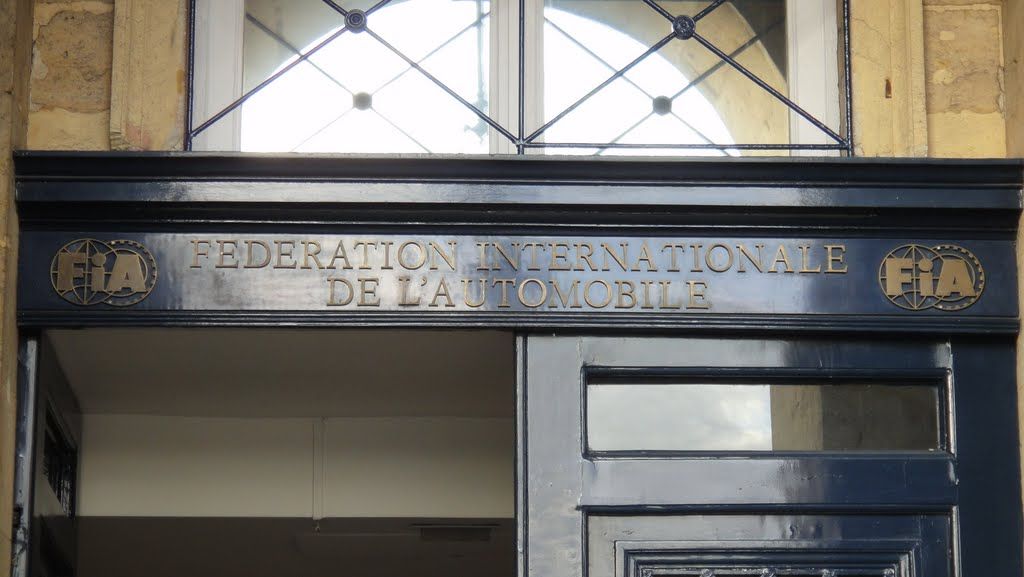 FiA FEDERATION INTERNATIONALE FiA
DE L'AUTOMOBILE